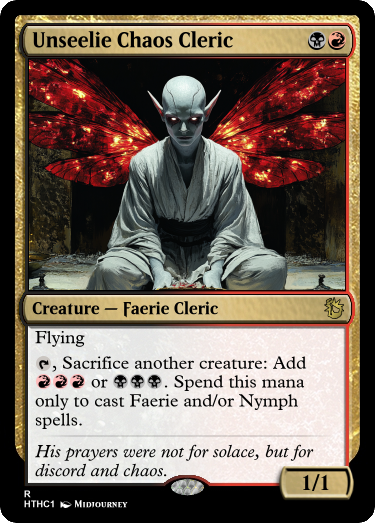 Unseelie Chaos Cleric
Creature — Faerie Cleric
Flying
, Sacrifice another creature: Add
or . Spend this mana
only to cast Faerie and/or Nymph
spells.
His prayers were not for solace, but for
discord and chaos.
1/1
R
HTHC1 Midjourney